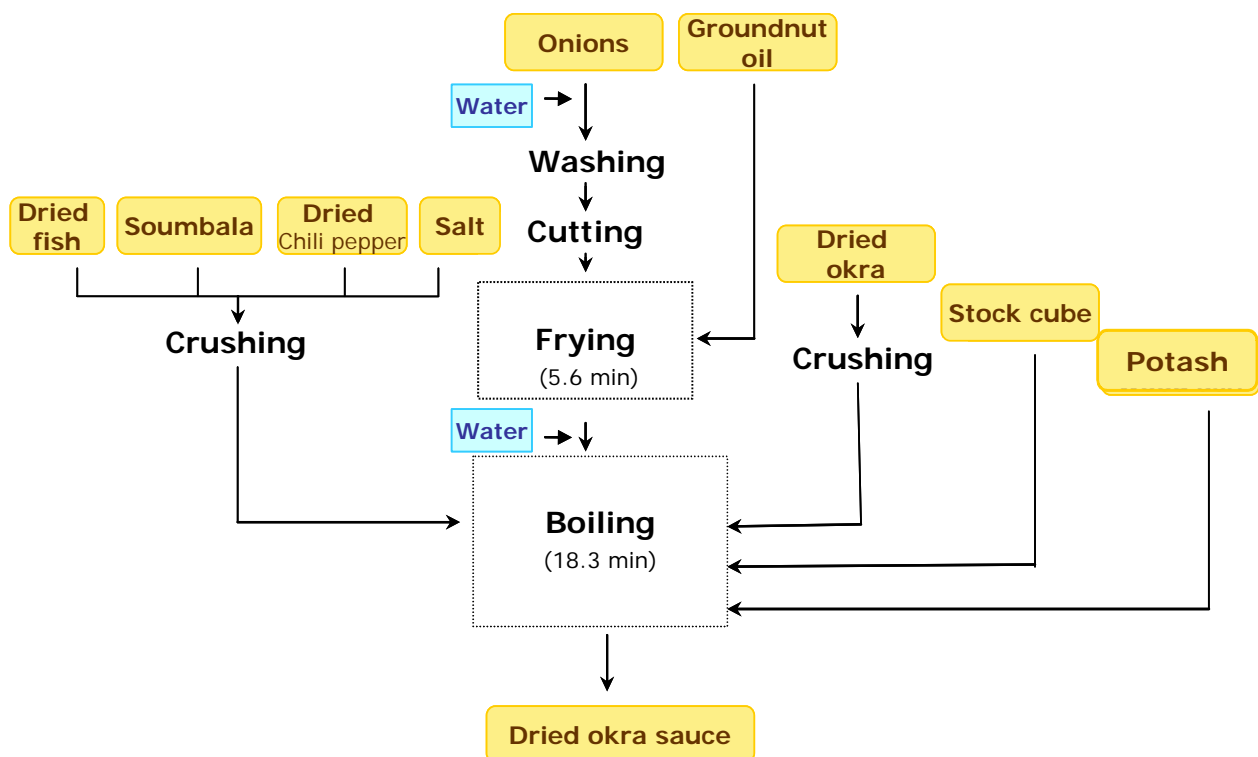 Onions
Groundnut
oil
Water
Washing
Dried
fish
Soumbala
Dried
Chili pepper
Salt
Cutting
Dried
okra
Stock cube
Crushing
Frying
(5.6 min)
Crushing
Potash
Water
Boiling
(18.3 min)
Dried okra sauce